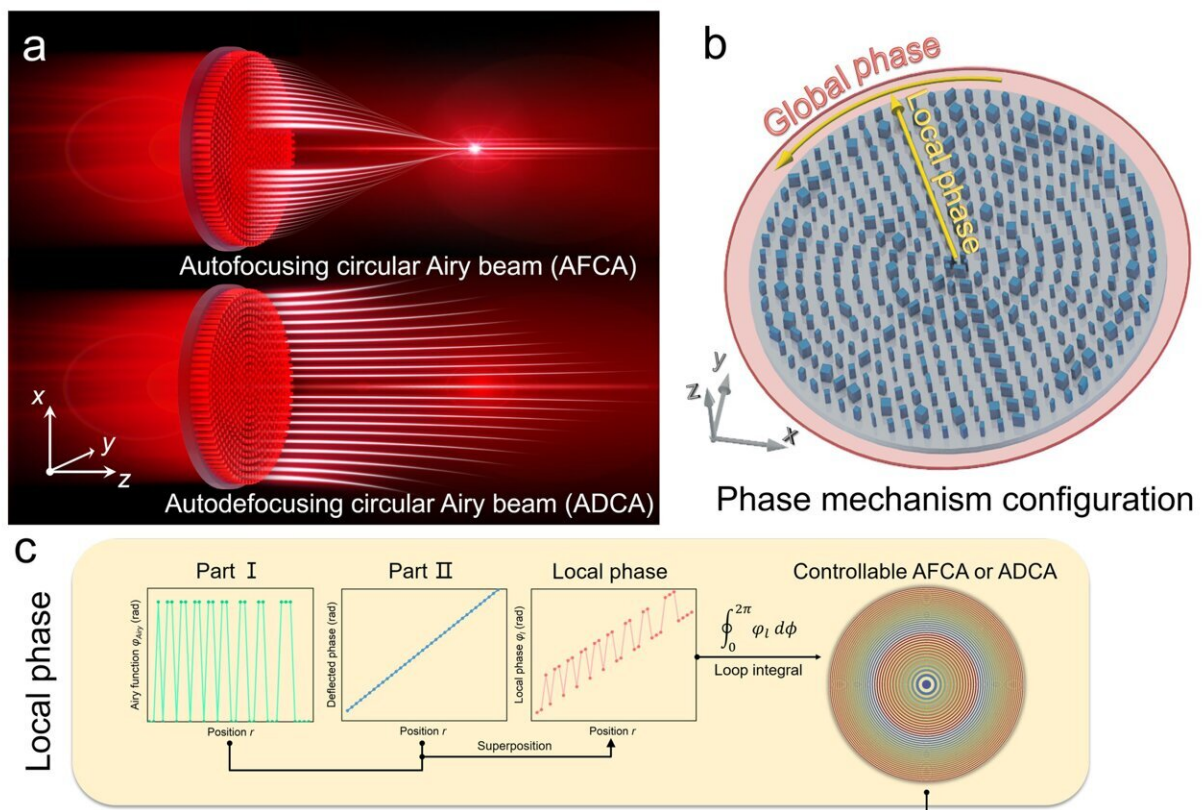 a
Autofocusing circular Airy beam (AFCA)
x
y
z
Autodefocusing circular Airy beam (ADCA)
b
Global phase
Local phase
y
z
x
Phase mechanism configuration
c
Local phase
Part I
Airy function φAiry (rad)
Position r
Part II
Deflected phase (rad)
Position r
Local phase
Local phase φl (rad)
Position r
Superposition
∮₀²π φl dϕ
Loop integral
Controllable AFCA or ADCA